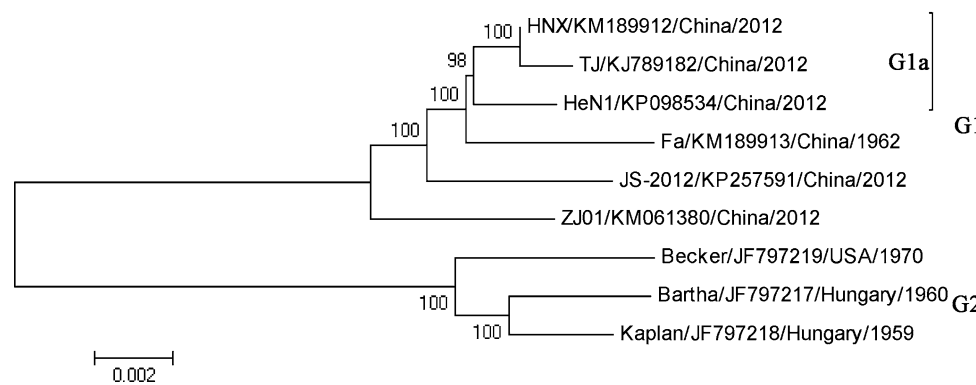 HNX/KM189912/China/2012
100
TJ/KJ789182/China/2012
G1a
98
HeN1/KP098534/China/2012
100
G1
Fa/KM189913/China/1962
100
JS-2012/KP257591/China/2012
ZJ01/KM061380/China/2012
Becker/JF797219/USA/1970
100
Bartha/JF797217/Hungary/1960
G2
100
Kaplan/JF797218/Hungary/1959
0.002